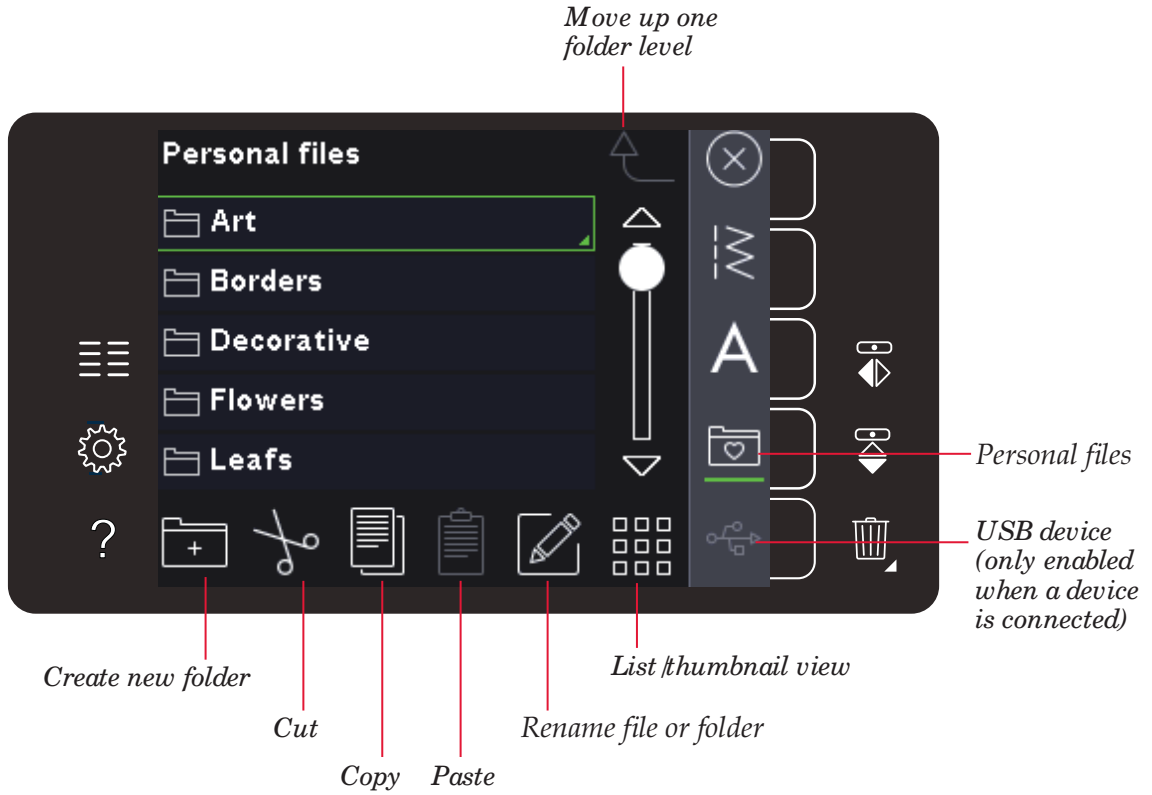 Move up one
folder level
Personal files
Art
Borders
Decorative
Flowers
Leafs
A
?
Personal files
USB device
(only enabled
when a device
is connected)
Create new folder
List/thumbnail view
Cut
Rename file or folder
Copy
Paste